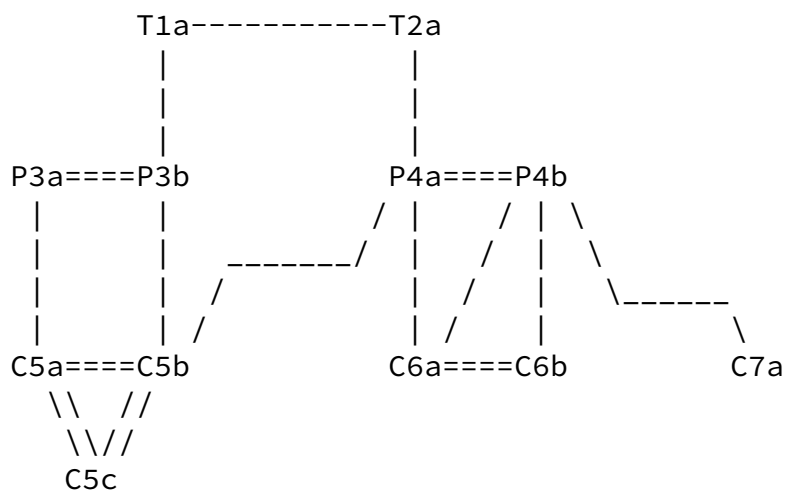 T1a-----------T2a
P3a====P3b P4a====P4b
C5a====C5b C6a====C6b C7a
C5c